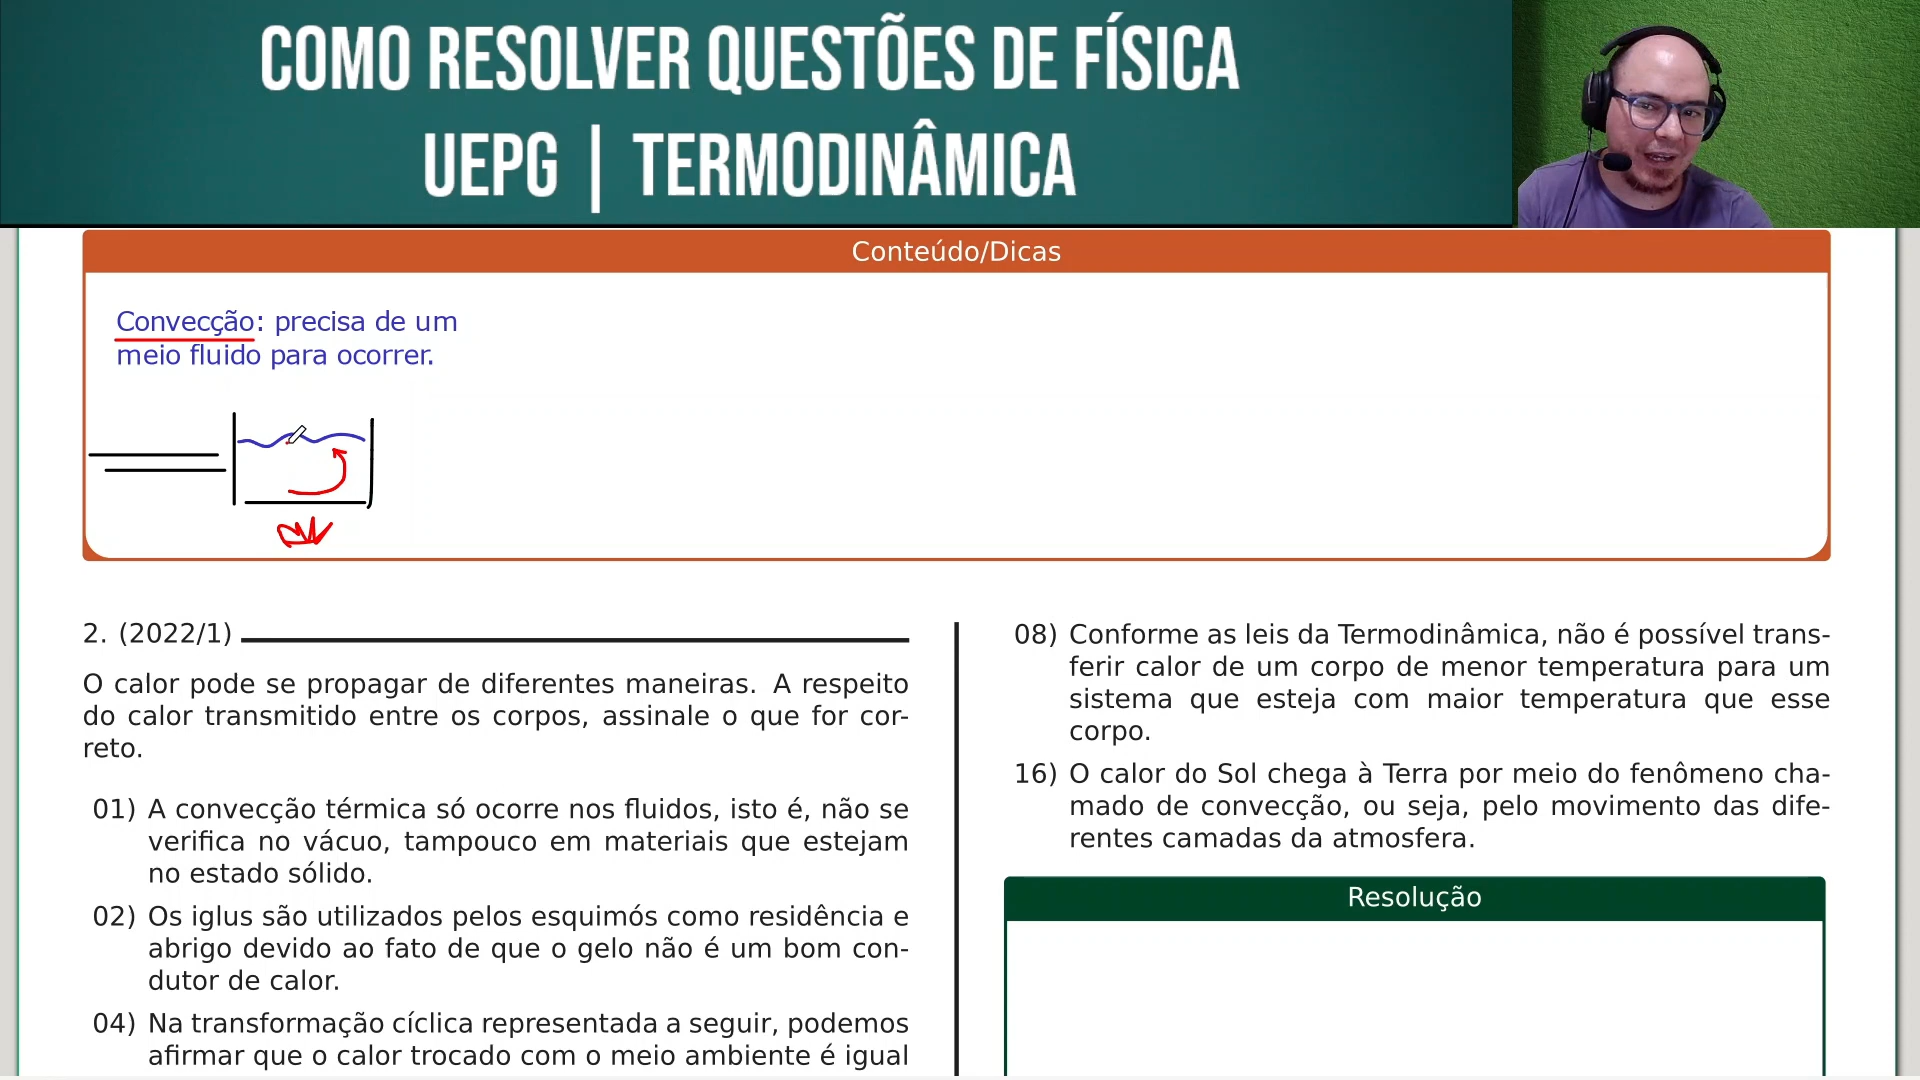 COMO RESOLVER QUESTÕES DE FÍSICA
UEPG | TERMODINÂMICA
Conteúdo/Dicas
Convecção: precisa de um
meio fluido para ocorrer.
2. (2022/1)
O calor pode se propagar de diferentes maneiras. A respeito
do calor transmitido entre os corpos, assinale o que for cor-
reto.
01) A convecção térmica só ocorre nos fluidos, isto é, não se
verifica no vácuo, tampouco em materiais que estejam
no estado sólido.
02) Os iglus são utilizados pelos esquimós como residência e
abrigo devido ao fato de que o gelo não é um bom con-
dutor de calor.
04) Na transformação cíclica representada a seguir, podemos
afirmar que o calor trocado com o meio ambiente é igual
08) Conforme as leis da Termodinâmica, não é possível trans-
ferir calor de um corpo de menor temperatura para um
sistema que esteja com maior temperatura que esse
corpo.
16) O calor do Sol chega à Terra por meio do fenômeno cha-
mado de convecção, ou seja, pelo movimento das dife-
rentes camadas da atmosfera.
Resolução